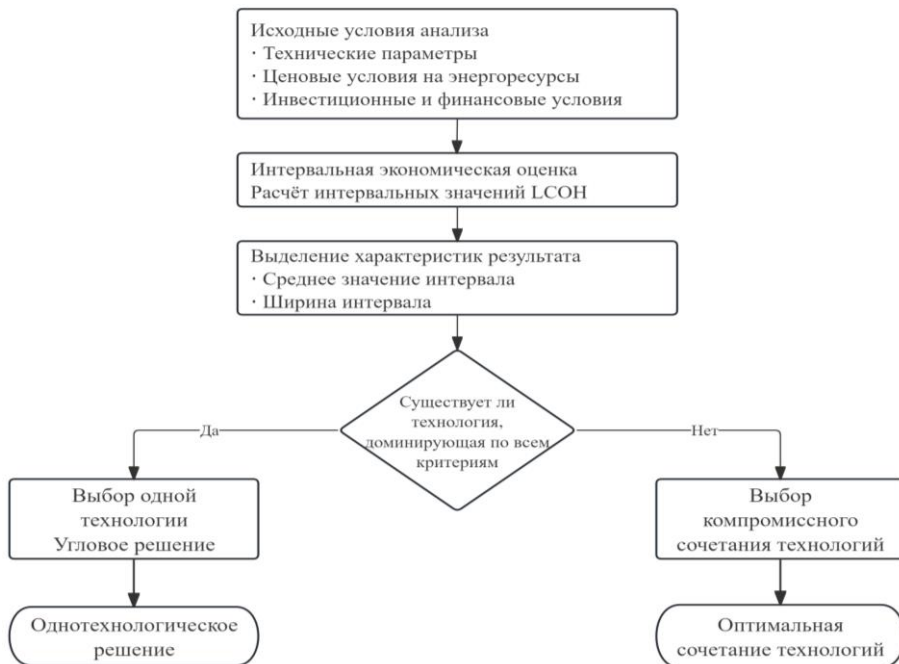 Исходные условия анализа
· Технические параметры
· Ценовые условия на энергоресурсы
· Инвестиционные и финансовые условия
Интервальная экономическая оценка
Расчёт интервальных значений LCOH
Выделение характеристик результата
· Среднее значение интервала
· Ширина интервала
Существует ли
технология,
доминирующая по всем
критериям
Да
Нет
Выбор одной
технологии
Угловое решение
Выбор
компромиссного
сочетания технологий
Однотехнологическое
решение
Оптимальная
сочетание технологий